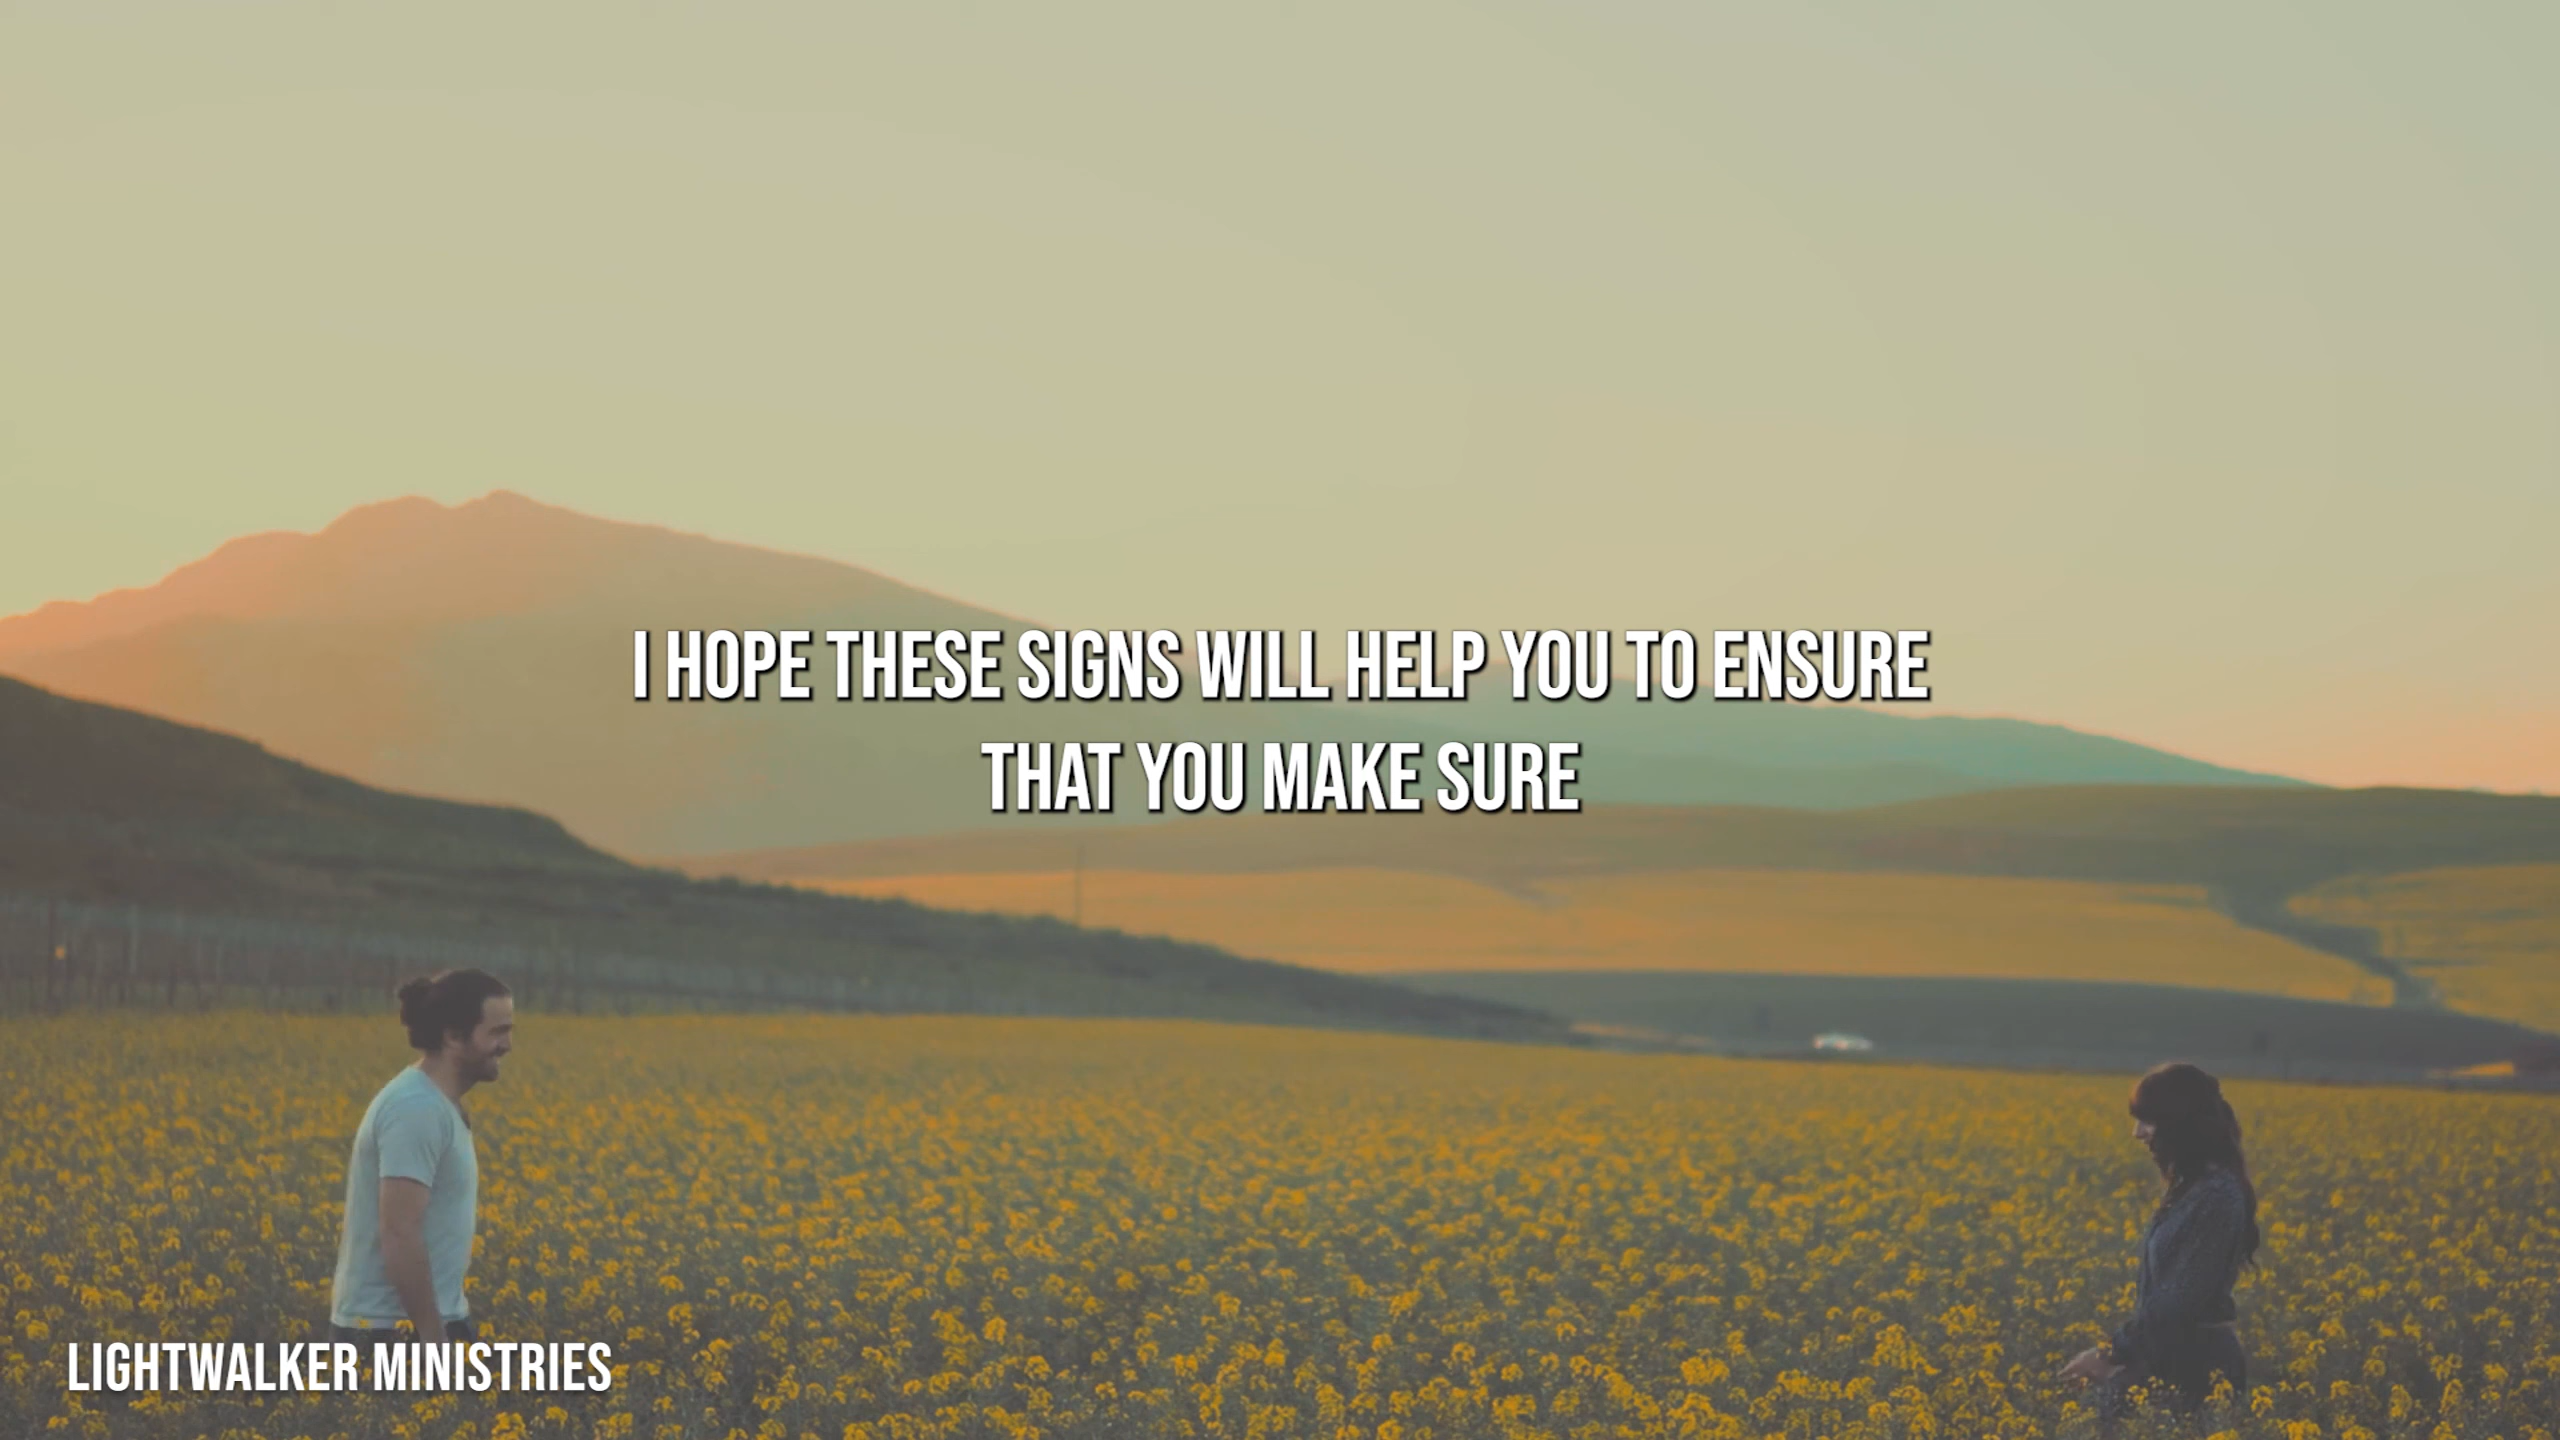 I HOPE THESE SIGNS WILL HELP YOU TO ENSURE
THAT YOU MAKE SURE
LIGHTWALKER MINISTRIES